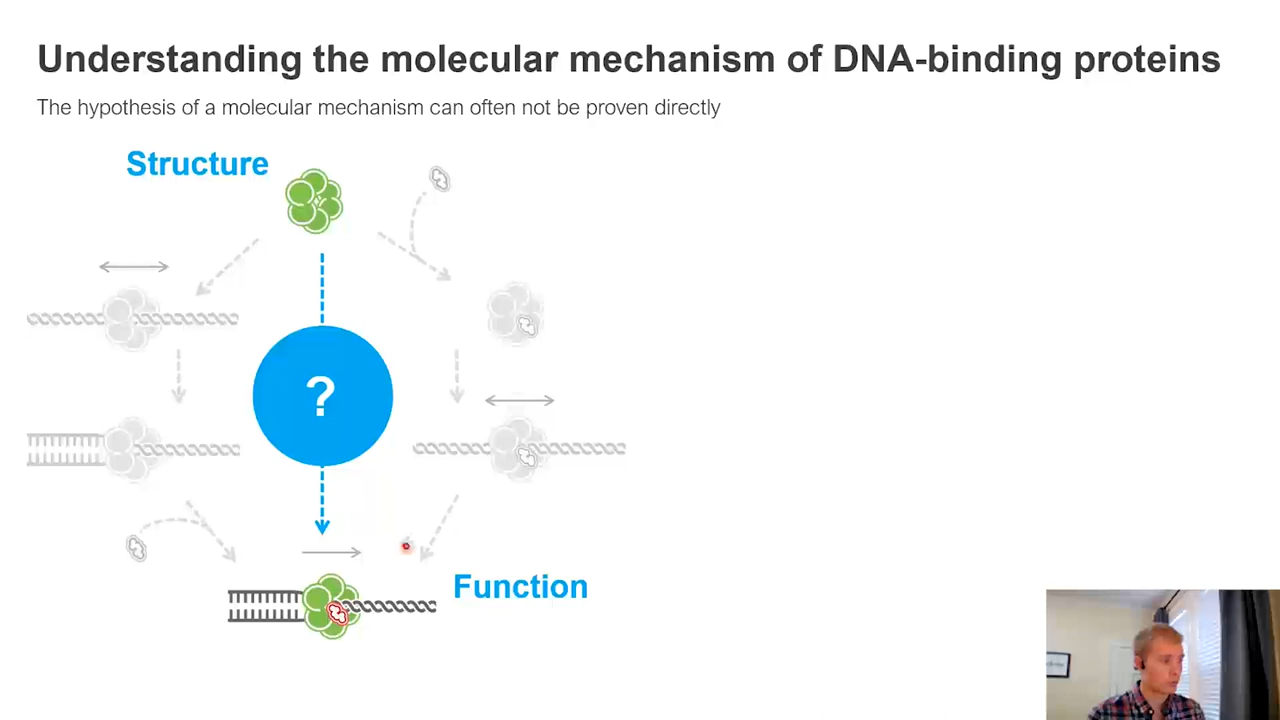 Understanding the molecular mechanism of DNA-binding proteins
The hypothesis of a molecular mechanism can often not be proven directly
Structure
?
Function